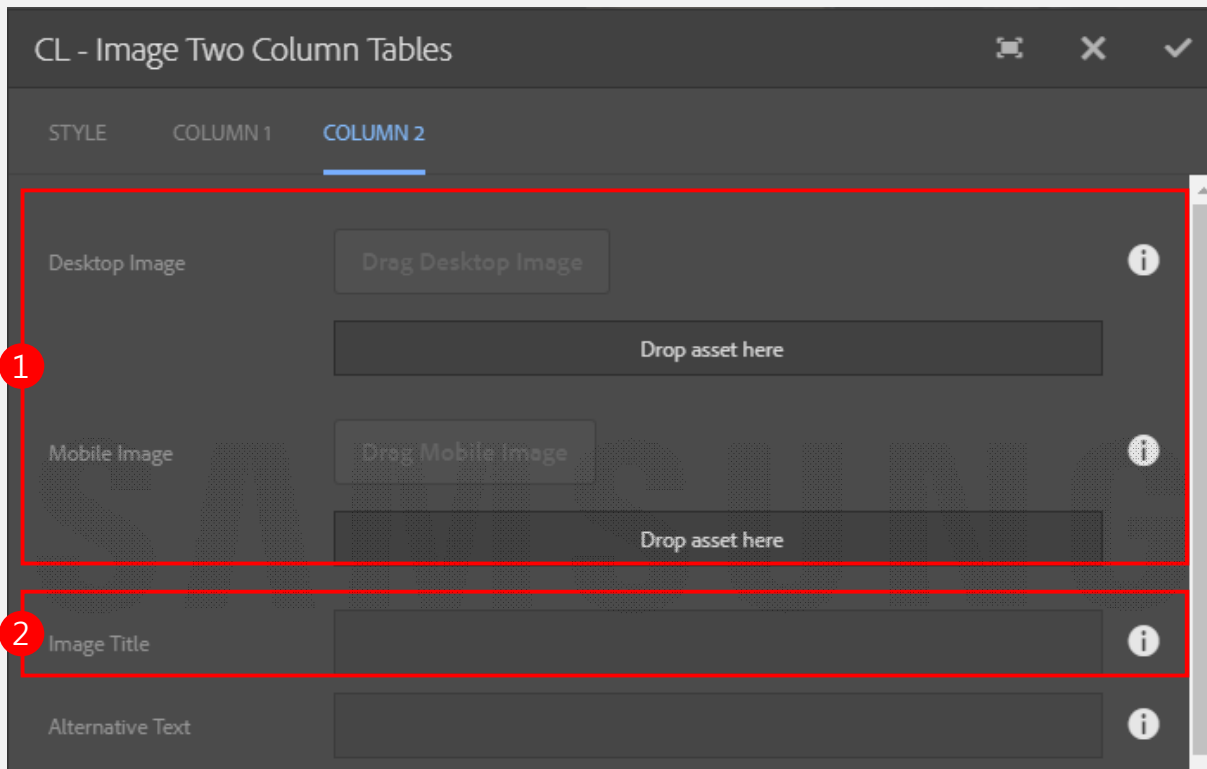 CL - Image Two Column Tables
STYLE COLUMN 1 COLUMN 2
Desktop Image Drag Desktop Image
Drop asset here
1
Mobile Image Drag Mobile Image
SAMSUNG
Drop asset here
2
Image Title
Alternative Text